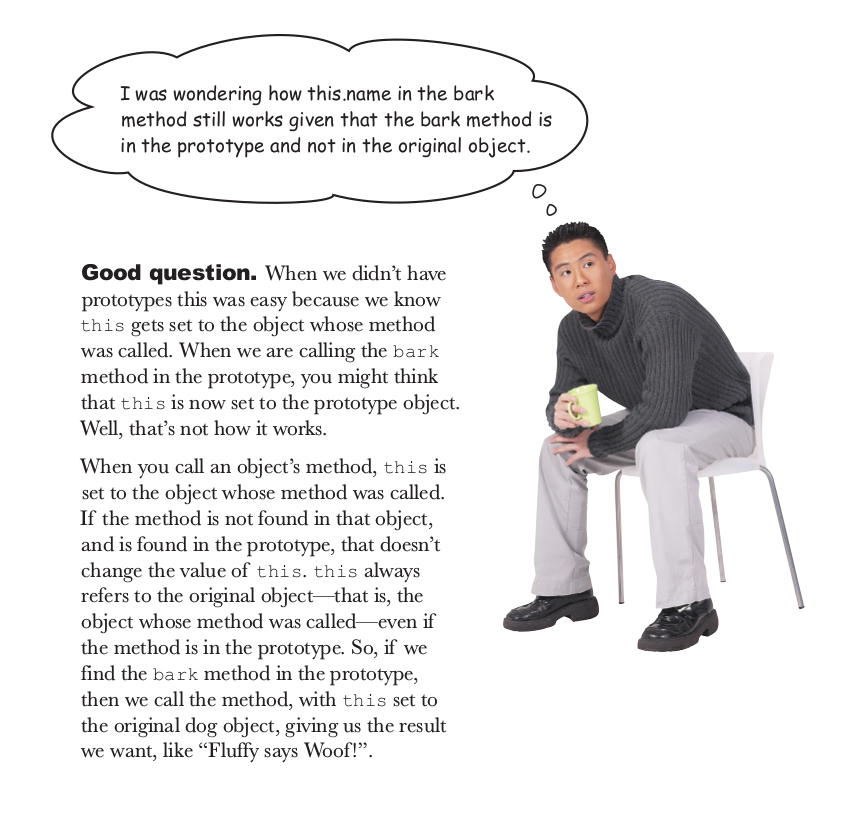 I was wondering how this.name in the bark
method still works given that the bark method is
in the prototype and not in the original object.
Good question. When we didn’t have
prototypes this was easy because we know
this gets set to the object whose method
was called. When we are calling the bark
method in the prototype, you might think
that this is now set to the prototype object.
Well, that’s not how it works.
When you call an object’s method, this is
set to the object whose method was called.
If the method is not found in that object,
and is found in the prototype, that doesn’t
change the value of this. this always
refers to the original object—that is, the
object whose method was called—even if
the method is in the prototype. So, if we
find the bark method in the prototype,
then we call the method, with this set to
the original dog object, giving us the result
we want, like “Fluffy says Woof!”.